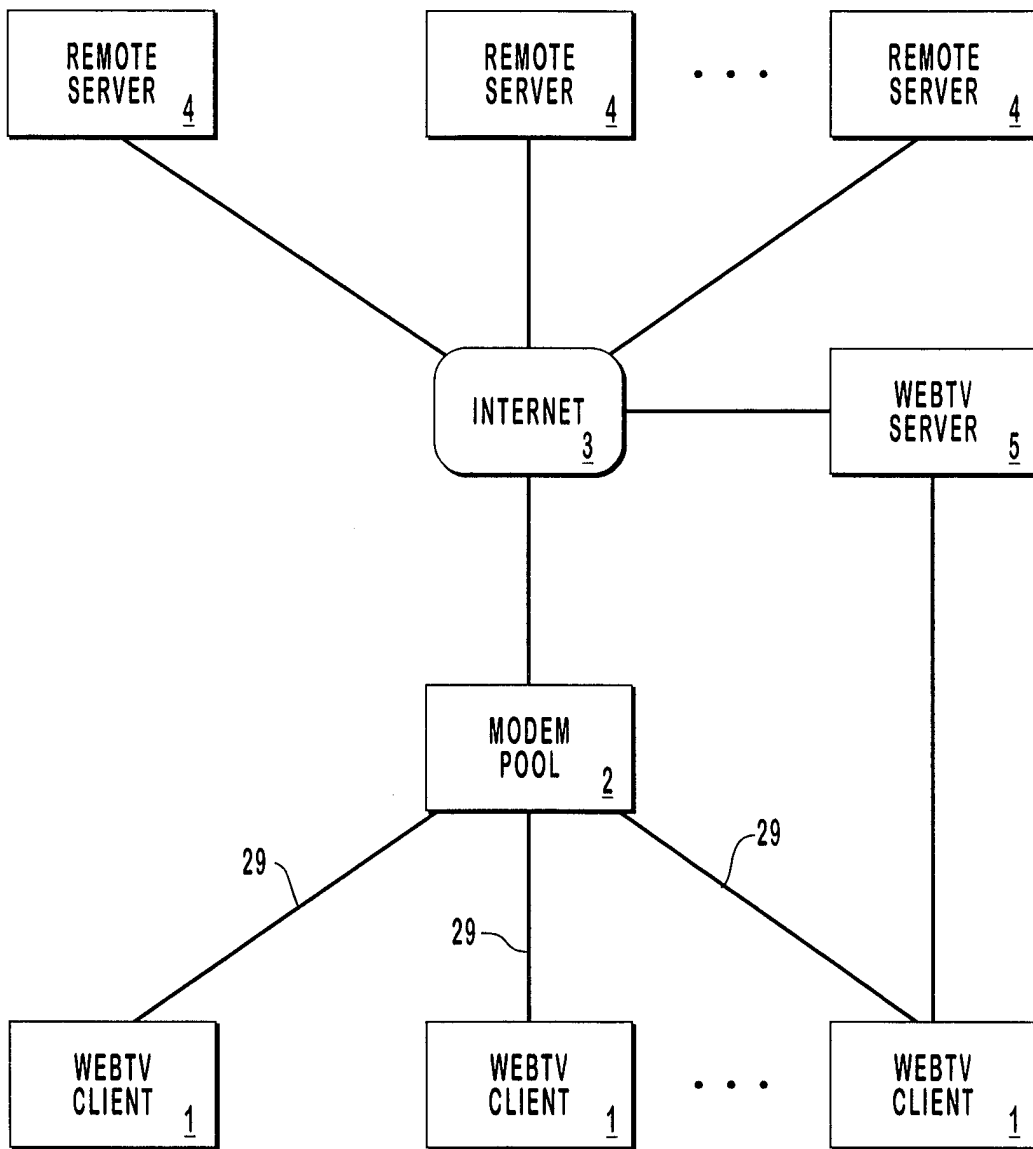 REMOTE
SERVER
4
REMOTE
SERVER
4
REMOTE
SERVER
4
INTERNET
3
WEBTV
SERVER
5
MODEM
POOL
2
29
29
29
WEBTV
CLIENT
1
WEBTV
CLIENT
1
WEBTV
CLIENT
1